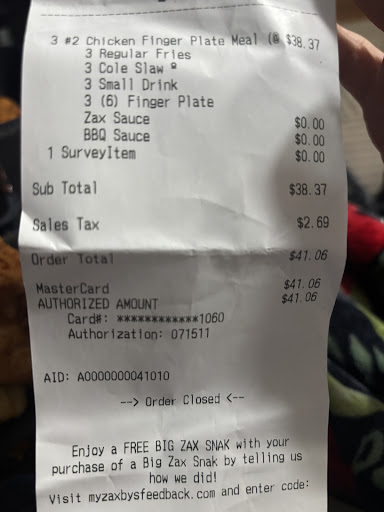 3 #2 Chicken Finger Plate Meal (@ $38.37
3 Regular Fries
3 Cole Slaw
3 Small Drink
3 (6) Finger Plate
Zax Sauce $0.00
BBQ Sauce $0.00
1 SurveyItem $0.00
Sub Total $38.37
Sales Tax $2.69
Order Total $41.06
MasterCard $41.06
AUTHORIZED AMOUNT $41.06
Card#: ************1060
Authorization: 071511
AID: A0000000041010
--> Order Closed <--
Enjoy a FREE BIG ZAX SNAK with your
purchase of a Big Zax Snak by telling us
how we did!
Visit myzaxbysfeedback.com and enter code: